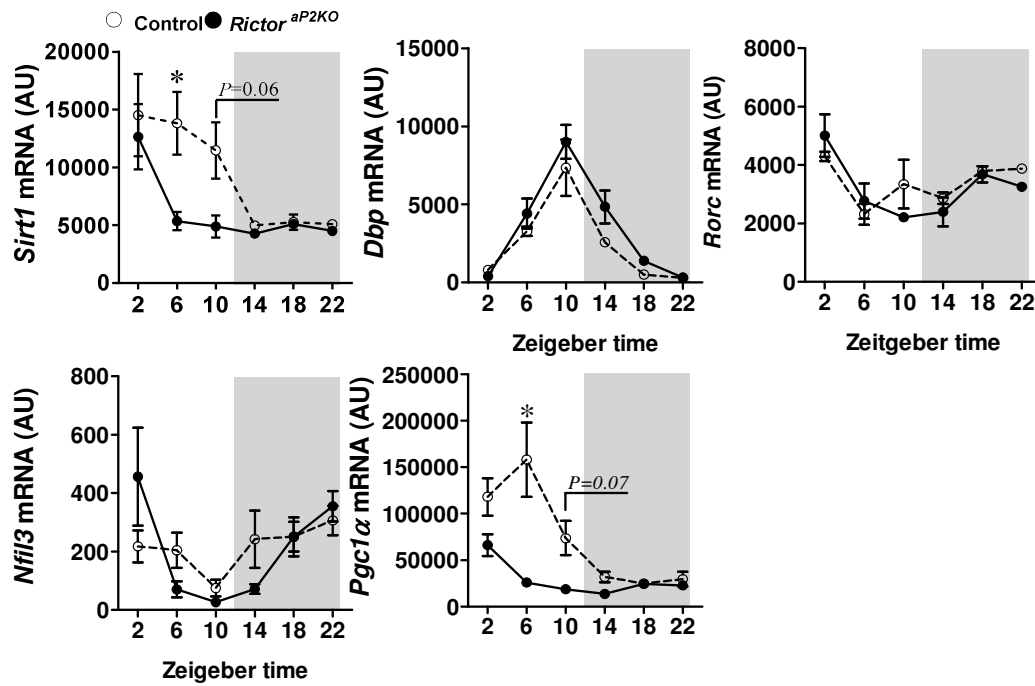 Control Rictor aP2KO
Sirt1 mRNA (AU)
20000
15000
10000
5000
0
*
P=0.06
2 6 10 14 18 22
Dbp mRNA (AU)
15000
10000
5000
0
2 6 10 14 18 22
Zeigeber time
Rorc mRNA (AU)
8000
6000
4000
2000
0
2 6 10 14 18 22
Zeitgeber time
Nfil3 mRNA (AU)
800
600
400
200
0
2 6 10 14 18 22
Zeigeber time
Pgc1α mRNA (AU)
250000
200000
150000
100000
50000
0
*
P=0.07
2 6 10 14 18 22